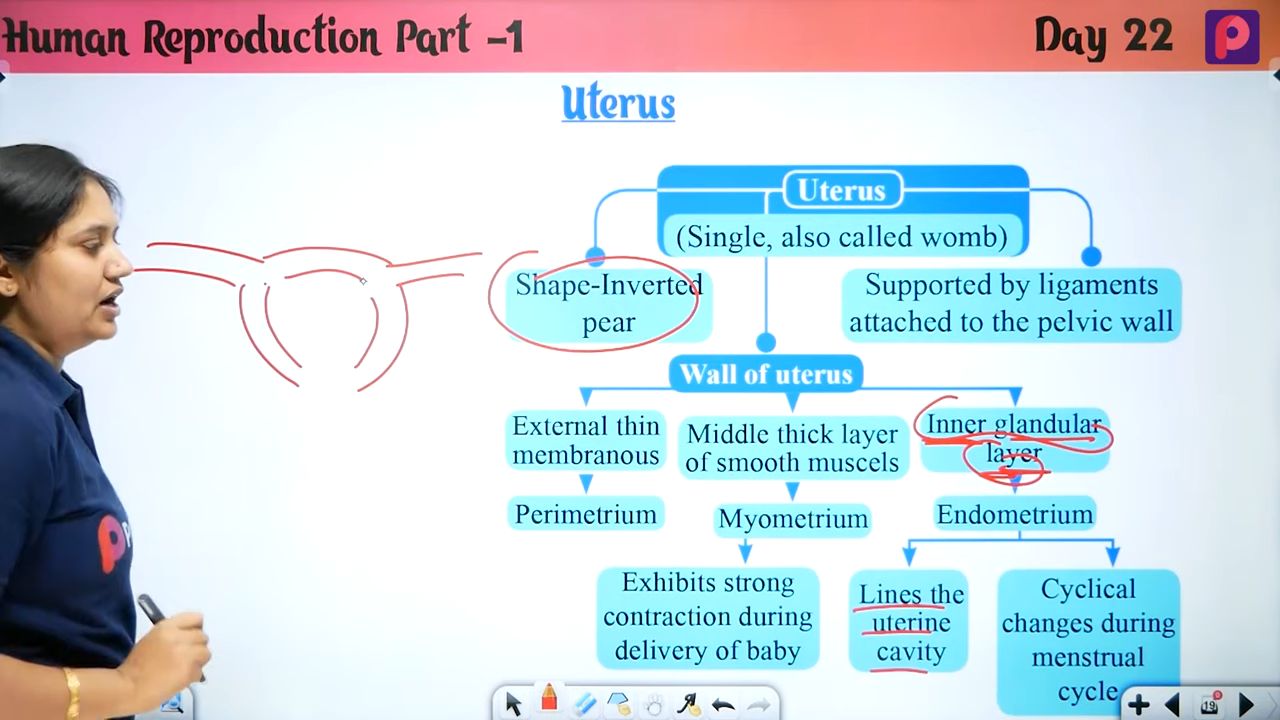 Human Reproduction Part -1
Day 22
Uterus
Uterus
(Single, also called womb)
Shape-Inverted
pear
Supported by ligaments
attached to the pelvic wall
Wall of uterus
External thin
membranous
Middle thick layer
of smooth muscels
Inner glandular
layer
Perimetrium
Myometrium
Endometrium
Exhibits strong
contraction during
delivery of baby
Lines the
uterine
cavity
Cyclical
changes during
menstrual
cycle
19